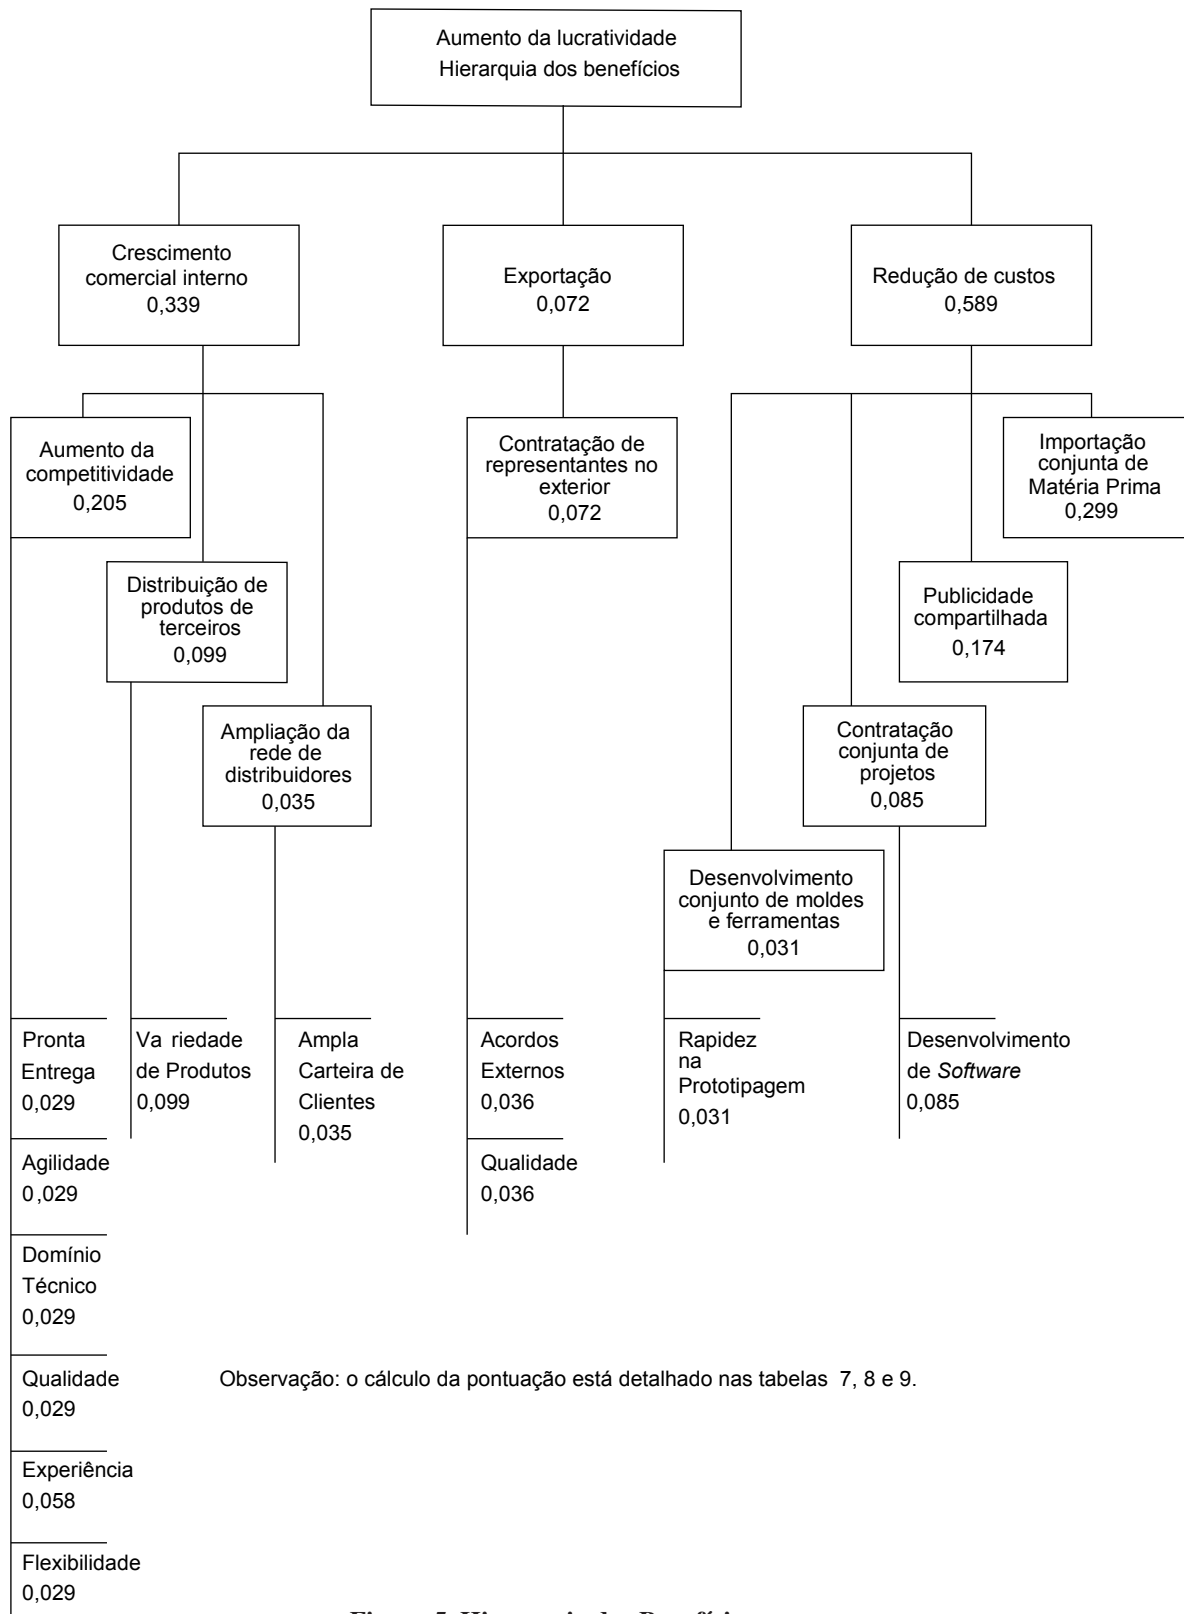 Aumento da lucratividade
Hierarquia dos benefícios
Crescimento
comercial interno
0,339
Exportação
0,072
Redução de custos
0,589
Aumento da
competitividade
0,205
Contratação de
representantes no
exterior
0,072
Importação
conjunta de
Matéria Prima
0,299
Distribuição de
produtos de
terceiros
0,099
Publicidade
compartilhada
0,174
Ampliação da
rede de
distribuidores
0,035
Contratação
conjunta de
projetos
0,085
Desenvolvimento
conjunto de moldes
e ferramentas
0,031
Pronta
Entrega
0,029
Va riedade
de Produtos
0,099
Ampla
Carteira de
Clientes
0,035
Acordos
Externos
0,036
Rapidez
na
Prototipagem
0,031
Desenvolvimento
de Software
0,085
Agilidade
0,029
Qualidade
0,036
Domínio
Técnico
0,029
Qualidade
0,029
Observação: o cálculo da pontuação está detalhado nas tabelas 7, 8 e 9.
Experiência
0,058
Flexibilidade
0,029